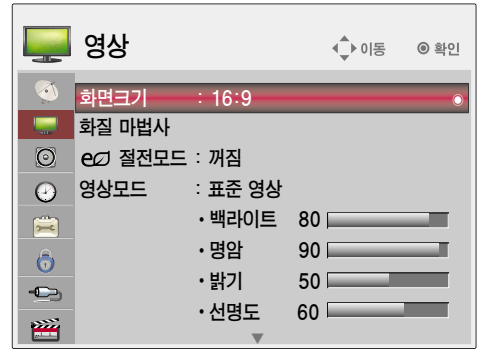 영상
이동 ◉ 확인
화면크기 : 16:9
화질 마법사
eco 절전모드 : 꺼짐
영상모드 : 표준 영상
• 백라이트 80
• 명암 90
• 밝기 50
• 선명도 60